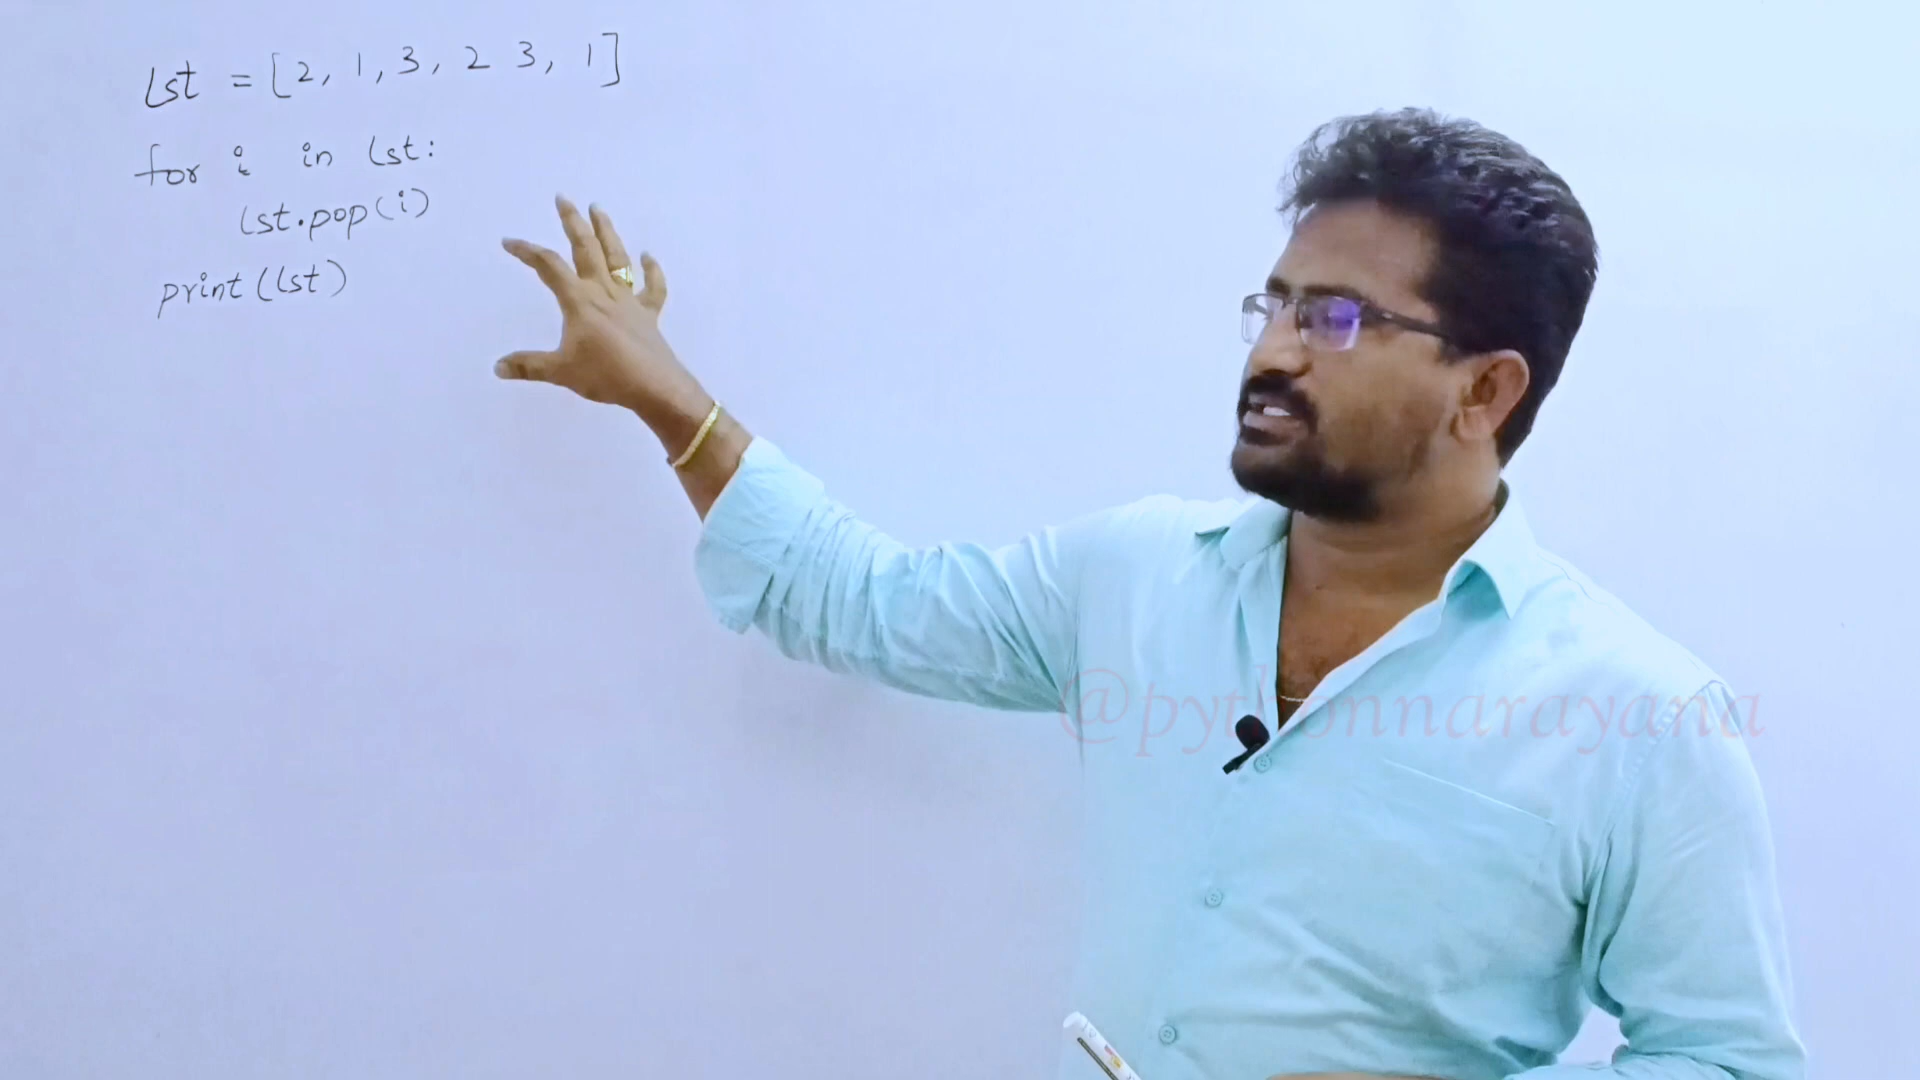 lst = [2, 1, 3, 2 3, 1]
for i in lst:
lst.pop(i)
print(lst)
@pythonnarayana